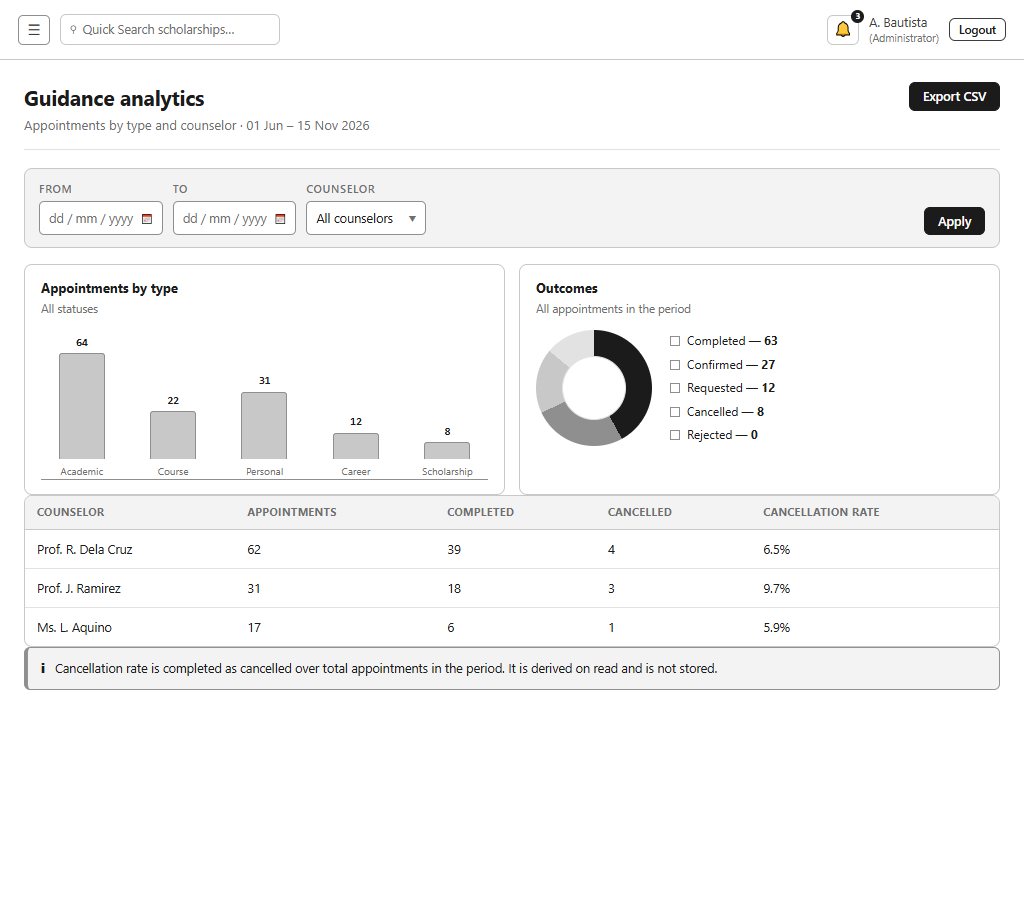 ☰
Quick Search scholarships...
3
A. Bautista
(Administrator)
Logout
Guidance analytics
Export CSV
Appointments by type and counselor · 01 Jun – 15 Nov 2026
FROM TO COUNSELOR
dd / mm / yyyy dd / mm / yyyy All counselors
Apply
Appointments by type
All statuses
64 22 31 12 8
Academic Course Personal Career Scholarship
Outcomes
All appointments in the period
Completed — 63
Confirmed — 27
Requested — 12
Cancelled — 8
Rejected — 0
COUNSELOR APPOINTMENTS COMPLETED CANCELLED CANCELLATION RATE
Prof. R. Dela Cruz 62 39 4 6.5%
Prof. J. Ramirez 31 18 3 9.7%
Ms. L. Aquino 17 6 1 5.9%
i Cancellation rate is completed as cancelled over total appointments in the period. It is derived on read and is not stored.